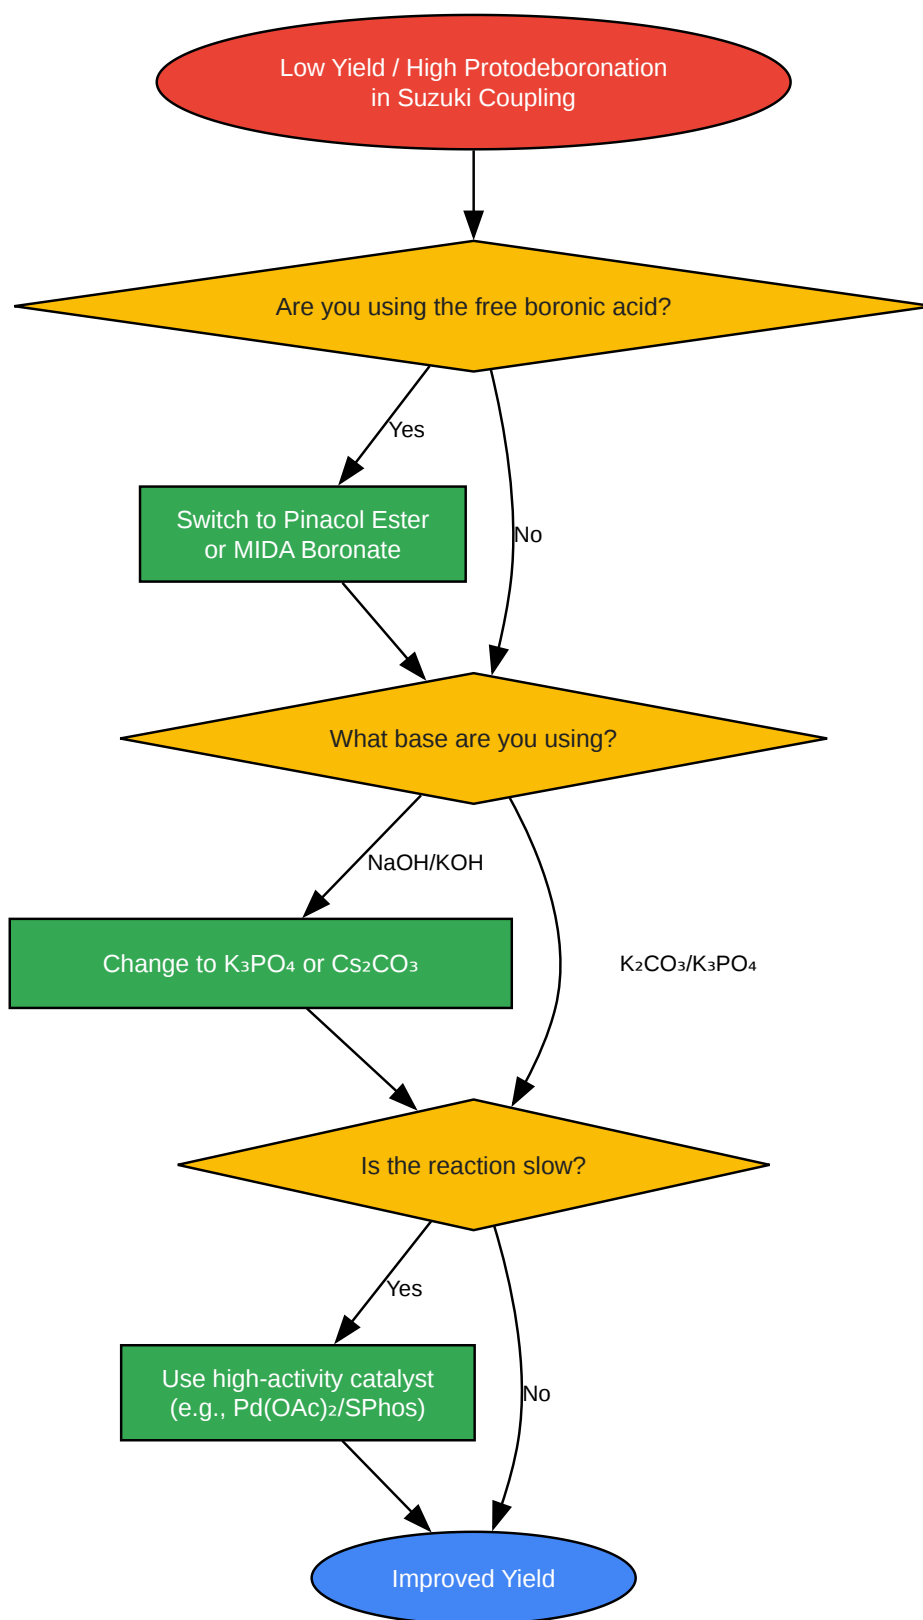 Low Yield / High Protodeboronation
in Suzuki Coupling
Are you using the free boronic acid?
Yes
Switch to Pinacol Ester
or MIDA Boronate
No
What base are you using?
NaOH/KOH
Change to K₃PO₄ or Cs₂CO₃
K₂CO₃/K₃PO₄
Is the reaction slow?
Yes
Use high-activity catalyst
(e.g., Pd(OAc)₂/SPhos)
No
Improved Yield